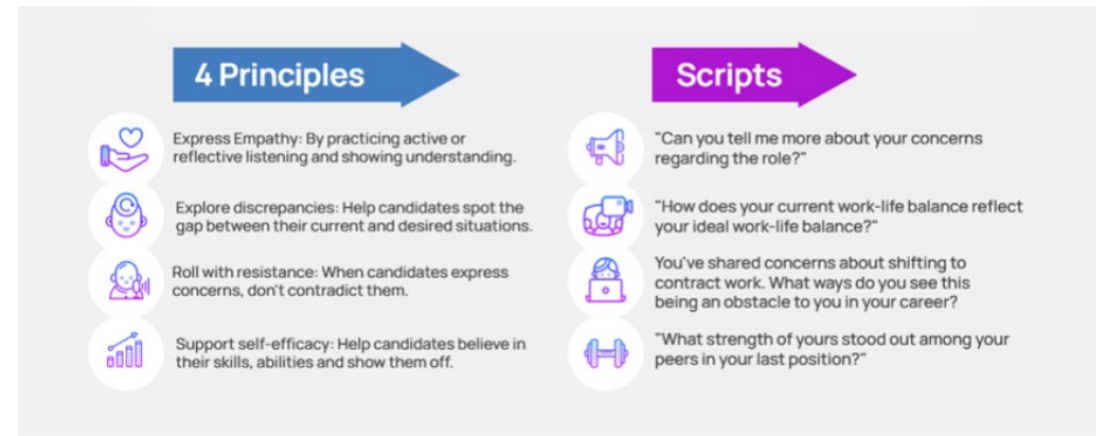 4 Principles
Express Empathy: By practicing active or
reflective listening and showing understanding.
Explore discrepancies: Help candidates spot the
gap between their current and desired situations.
Roll with resistance: When candidates express
concerns, don't contradict them.
Support self-efficacy: Help candidates believe in
their skills, abilities and show them off.
Scripts
"Can you tell me more about your concerns
regarding the role?"
"How does your current work-life balance reflect
your ideal work-life balance?"
You've shared concerns about shifting to
contract work. What ways do you see this
being an obstacle to you in your career?
"What strength of yours stood out among your
peers in your last position?"